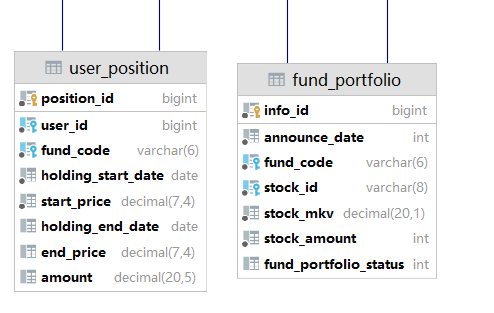 user_position
position_id bigint
user_id bigint
fund_code varchar(6)
holding_start_date date
start_price decimal(7,4)
holding_end_date date
end_price decimal(7,4)
amount decimal(20,5)
fund_portfolio
info_id bigint
announce_date int
fund_code varchar(6)
stock_id varchar(8)
stock_mkv decimal(20,1)
stock_amount int
fund_portfolio_status int